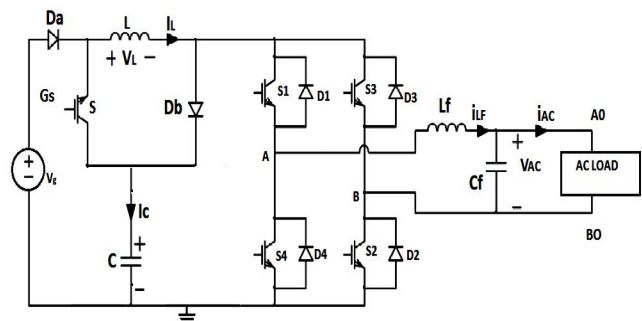 Da
L
IL
+ VL −
Gs
S
Db
S1
D1
S3
D3
Lf
iLF
iAC
A0
A
+
Vg
Ic
Cf
VAC
AC LOAD
B
+
C
−
S4
D4
S2
D2
−
BO